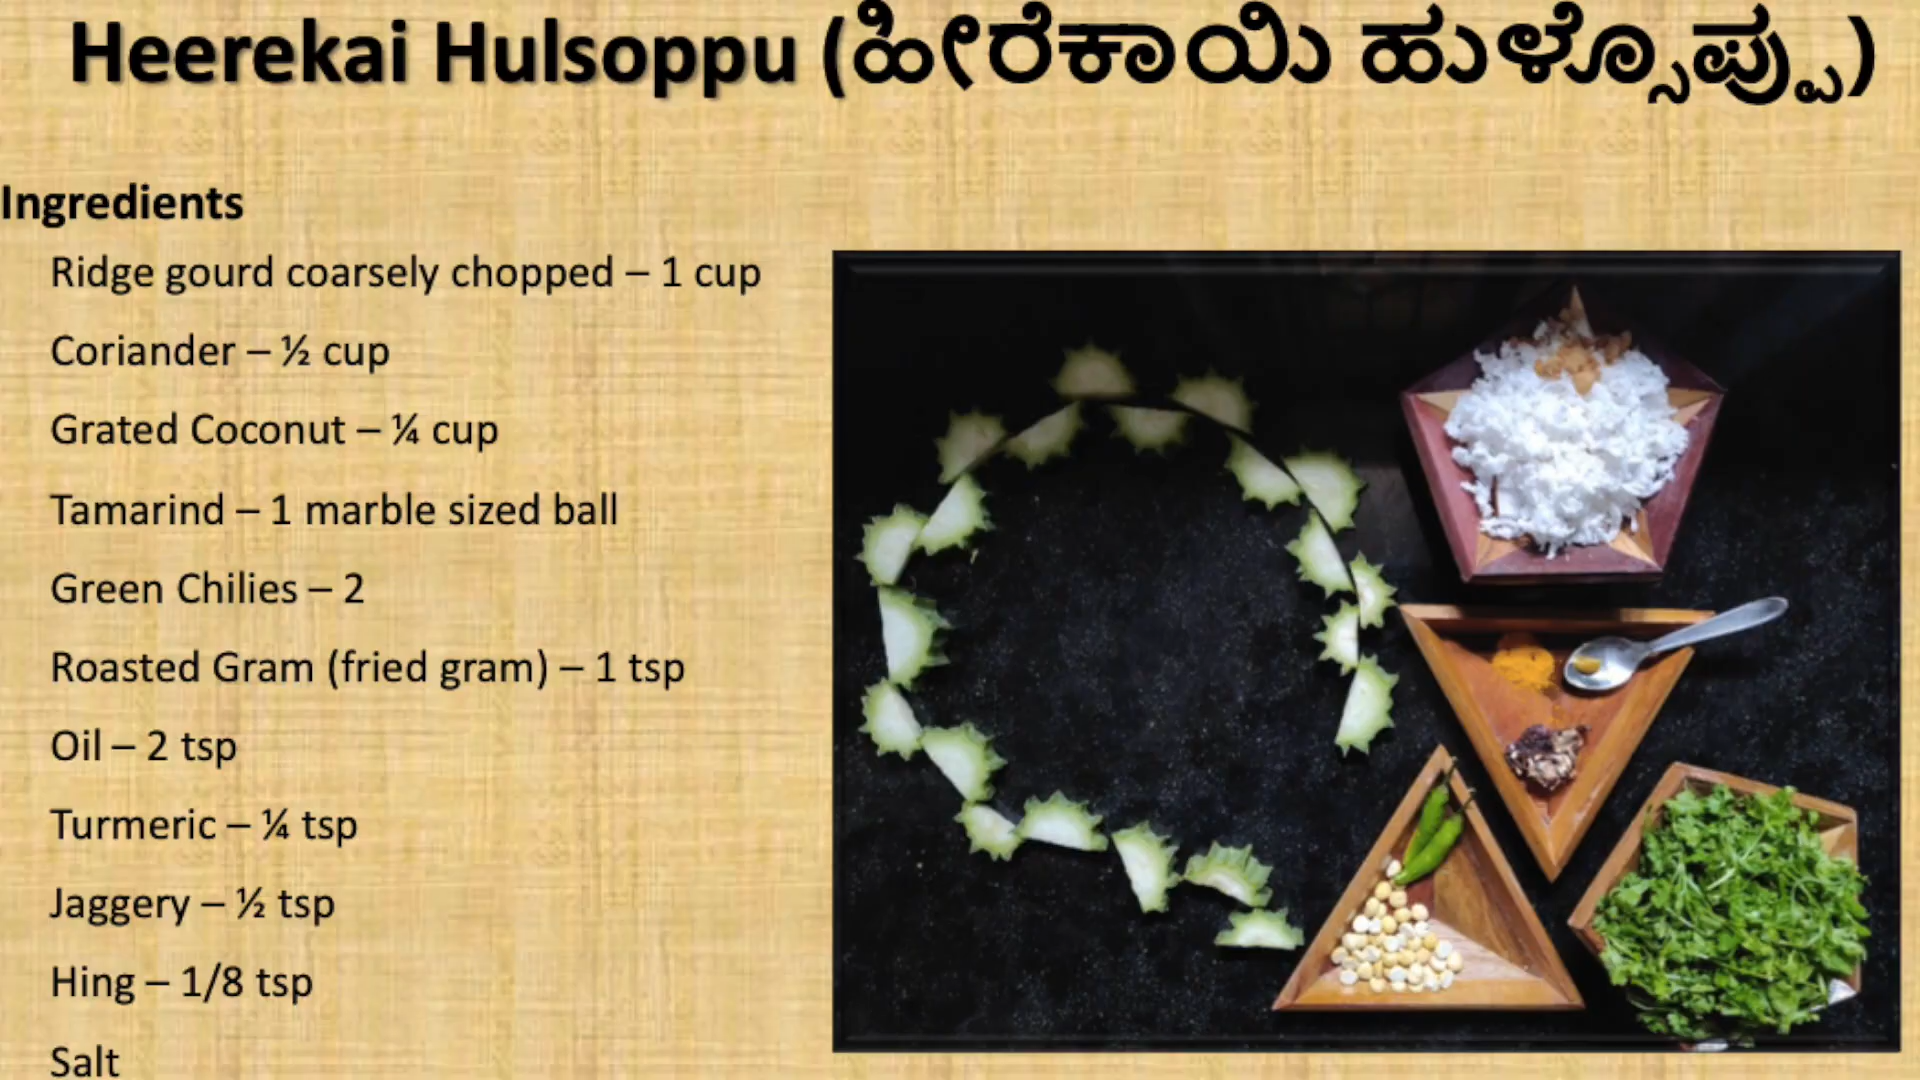 Heerekai Hulsoppu (ಹೀರೆಕಾಯಿ ಹುಳ್ಸೊಪ್ಪು)
Ingredients
Ridge gourd coarsely chopped – 1 cup
Coriander – ½ cup
Grated Coconut – ¼ cup
Tamarind – 1 marble sized ball
Green Chilies – 2
Roasted Gram (fried gram) – 1 tsp
Oil – 2 tsp
Turmeric – ¼ tsp
Jaggery – ½ tsp
Hing – 1/8 tsp
Salt